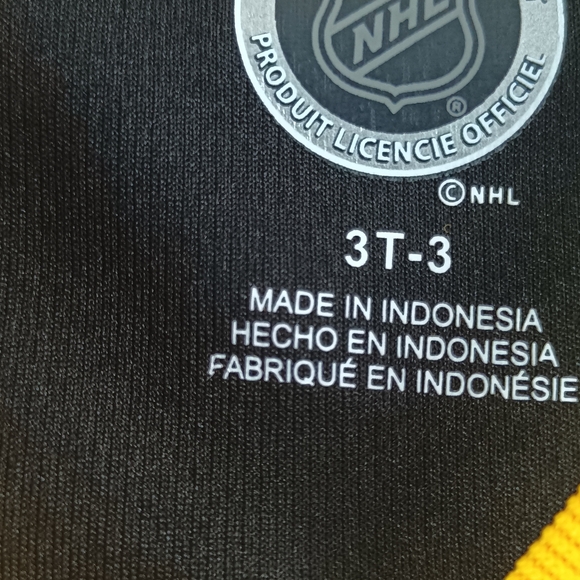 NHL
®
PRODUIT LICENCIE OFFICIEL
© NHL
3T-3
MADE IN INDONESIA
HECHO EN INDONESIA
FABRIQUÉ EN INDONÉSIE